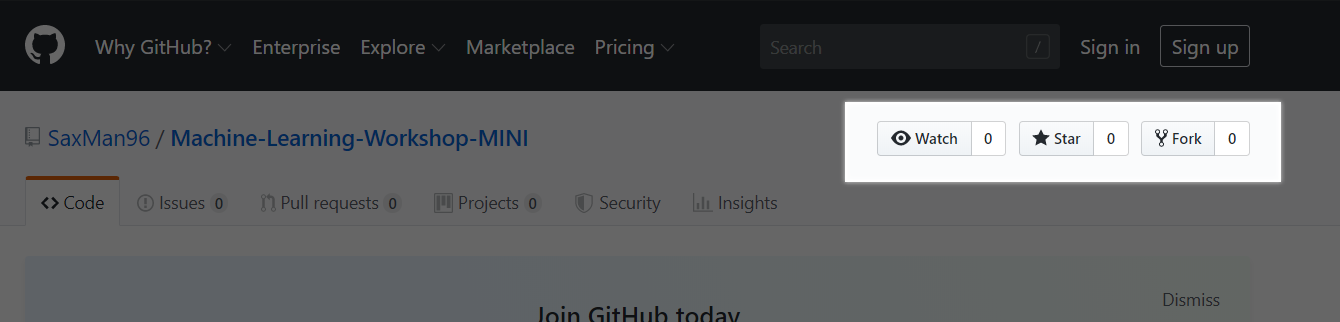 Why GitHub? Enterprise Explore Marketplace Pricing Search / Sign in Sign up
SaxMan96 / Machine-Learning-Workshop-MINI Watch 0 Star 0 Fork 0
Code Issues 0 Pull requests 0 Projects 0 Security Insights
Dismiss
Join GitHub today